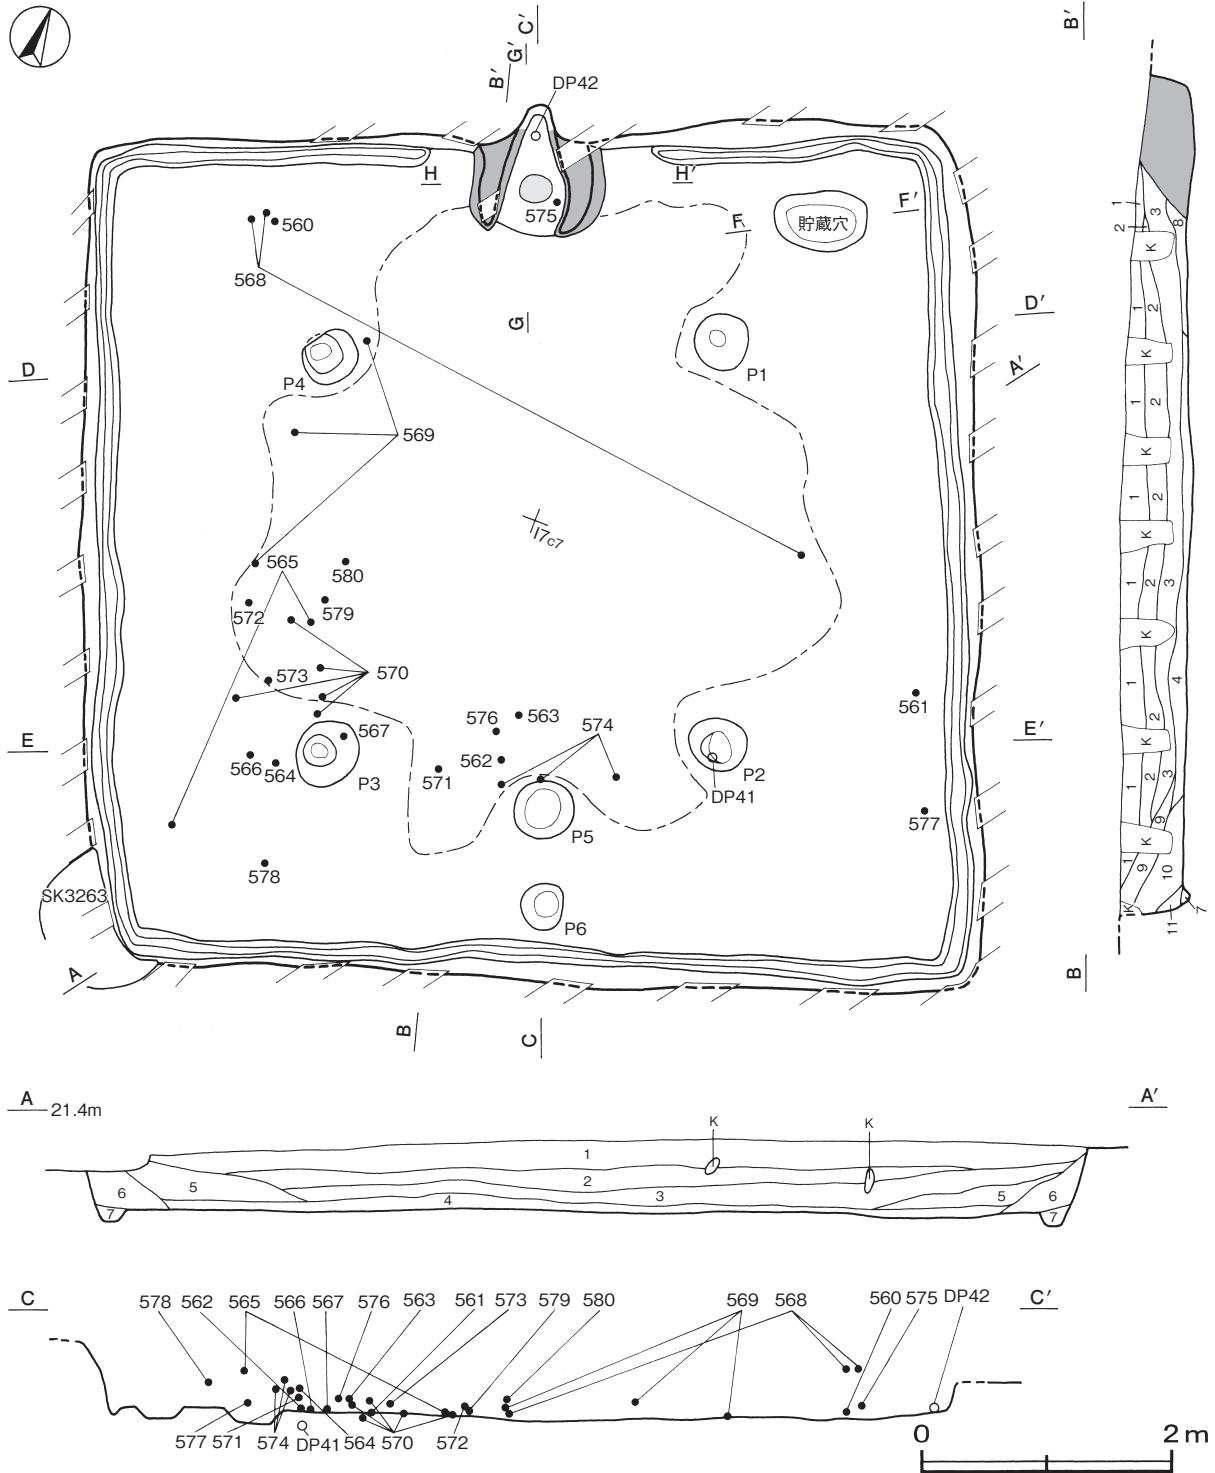 C′
B′
G′
B′
DP42
H
H′
F
F′
575
貯蔵穴
560
568
G
D
D′
A′
P4
P1
569
I7c7
565
580
572
579
573
570
561
E
E′
567
576
563
574
566
564
P3
562
571
P2
DP41
577
P5
578
SK3263
P6
A
B
C
B
1
2
3
8
K
1
2
K
1
2
K
1
2
K
1
2
3
K
1
4
2
K
1
2
3
9
K
1
9
10
K
11
7
A
21.4m
A′
K
K
1
2
3
4
5
5
6
6
7
7
C
578 562 565 566 567 576 563 561 573 579 580 569 568 560 575 DP42
C′
577 571 574 DP41 564 570 572
0
2m